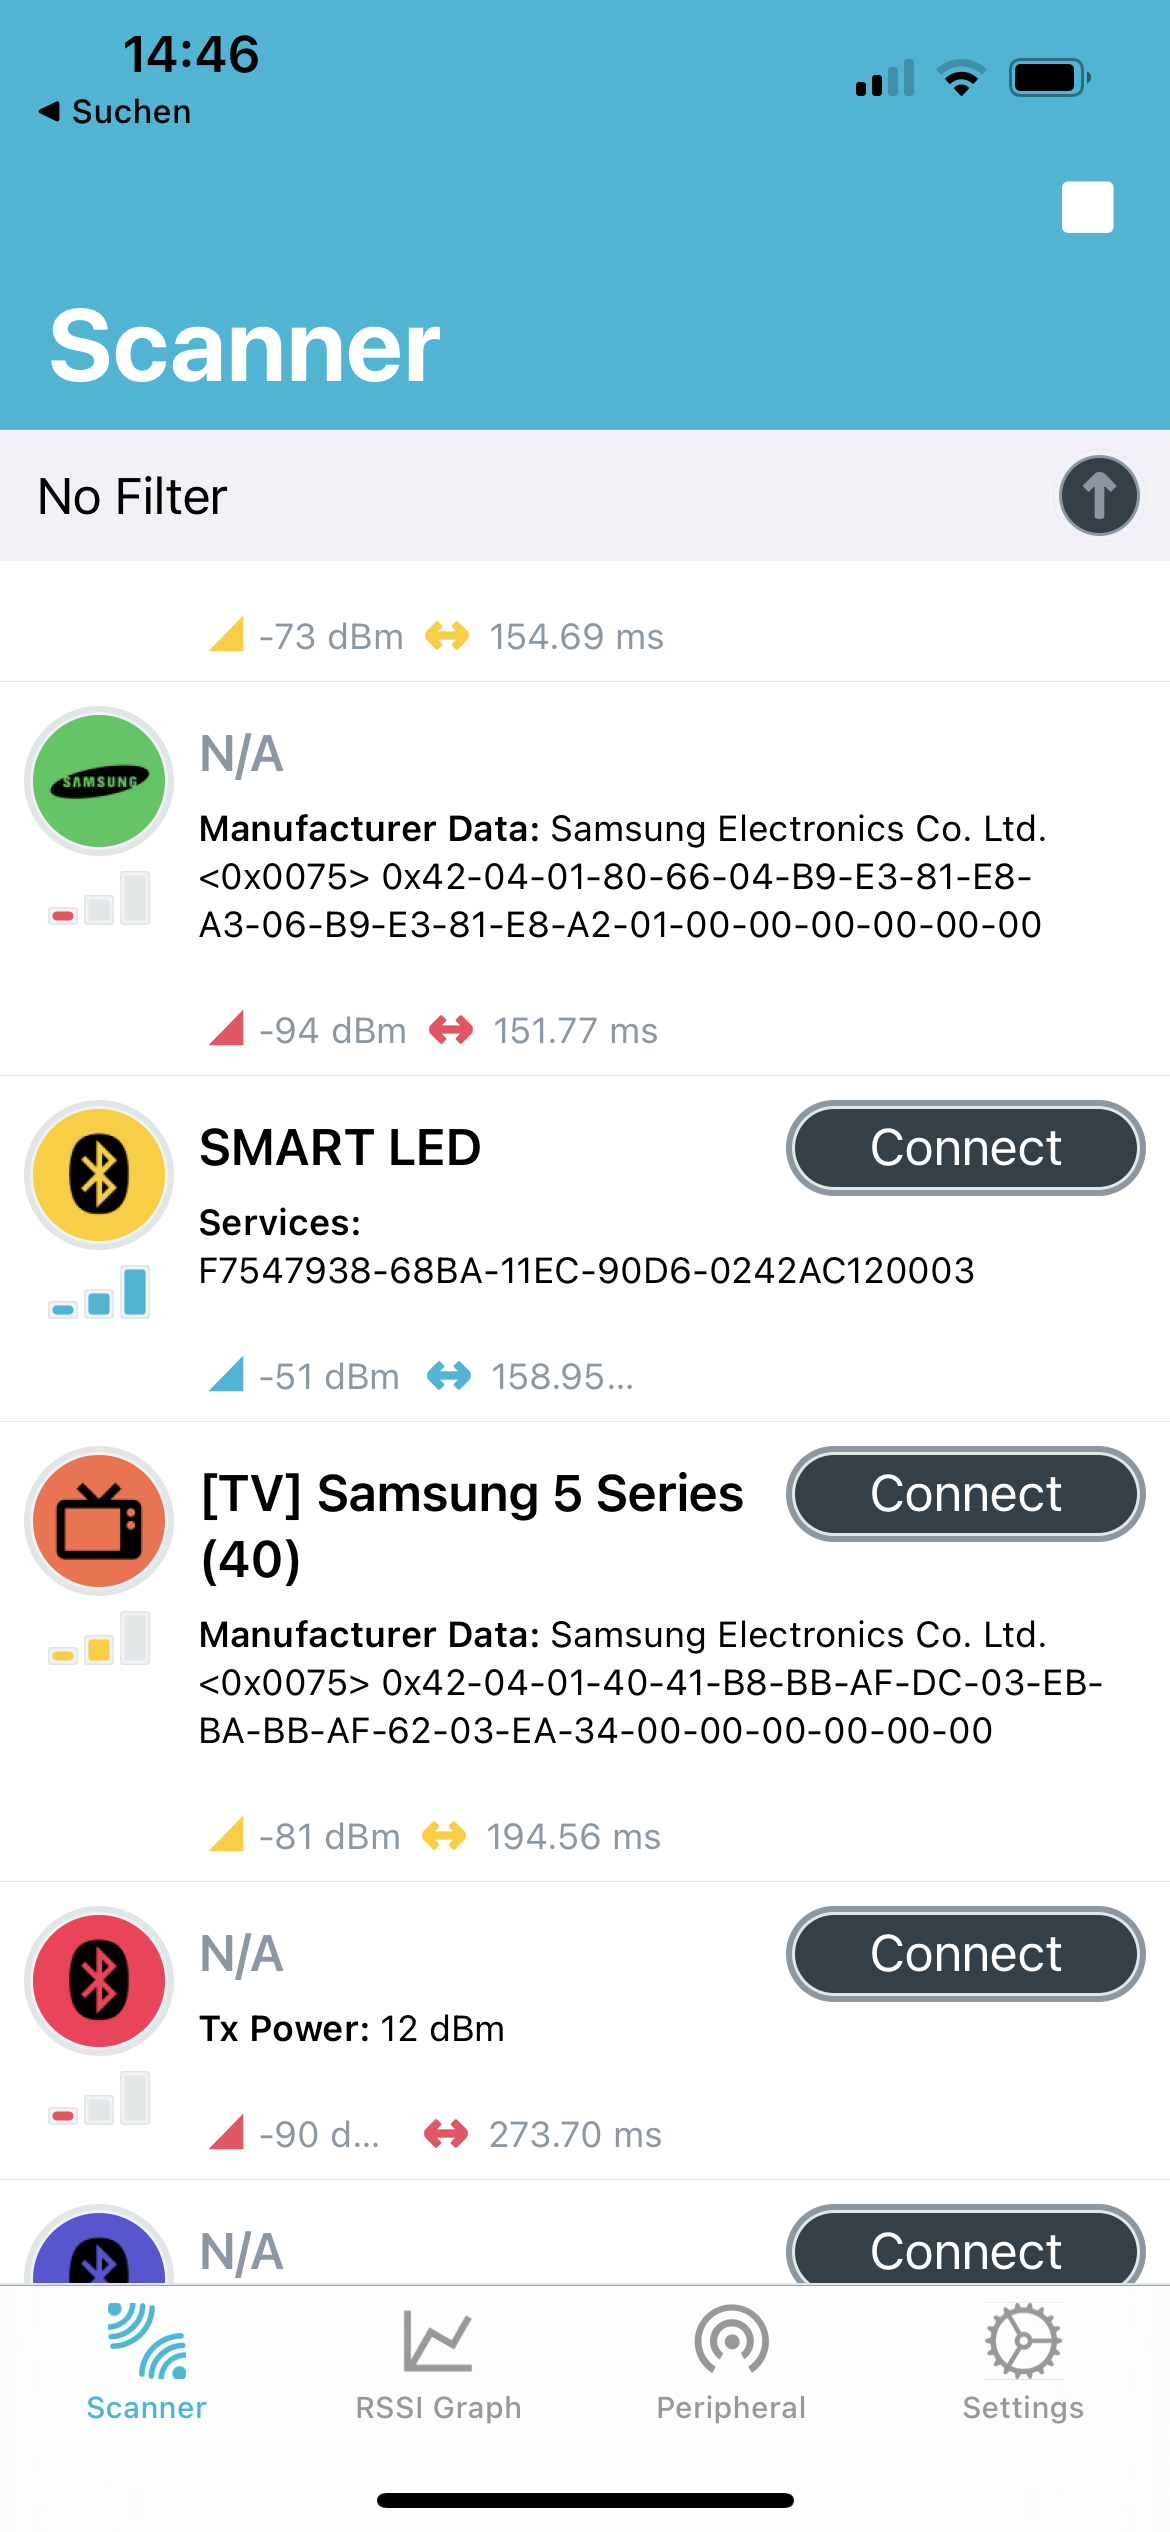 14:46
◀ Suchen
Scanner
No Filter
-73 dBm 154.69 ms
SAMSUNG
N/A
Manufacturer Data: Samsung Electronics Co. Ltd.
<0x0075> 0x42-04-01-80-66-04-B9-E3-81-E8-
A3-06-B9-E3-81-E8-A2-01-00-00-00-00-00-00
-94 dBm 151.77 ms
SMART LED
Connect
Services:
F7547938-68BA-11EC-90D6-0242AC120003
-51 dBm 158.95...
[TV] Samsung 5 Series
(40)
Connect
Manufacturer Data: Samsung Electronics Co. Ltd.
<0x0075> 0x42-04-01-40-41-B8-BB-AF-DC-03-EB-
BA-BB-AF-62-03-EA-34-00-00-00-00-00-00
-81 dBm 194.56 ms
N/A
Connect
Tx Power: 12 dBm
-90 d... 273.70 ms
N/A
Connect
Scanner RSSI Graph Peripheral Settings